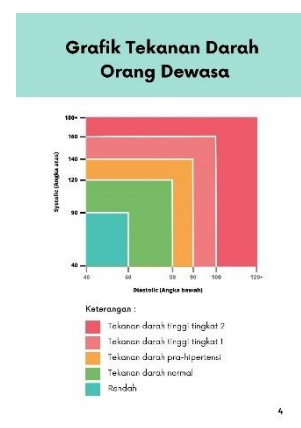 Grafik Tekanan Darah
Orang Dewasa
180+
160
140
120
90
40
Systolic (Angka atas)
40
60
80
90
100
120+
Diastolic (Angka bawah)
Keterangan :
Tekanan darah tinggi tingkat 2
Tekanan darah tinggi tingkat 1
Tekanan darah pra-hipertensi
Tekanan darah normal
Rendah
4